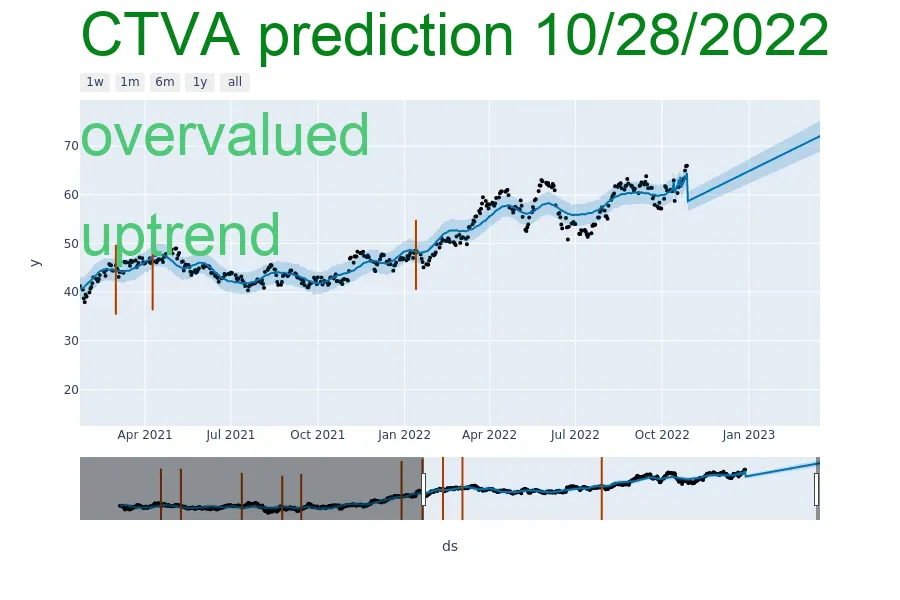 CTVA prediction 10/28/2022
1w 1m 6m 1y all
overvalued
uptrend
70
60
50
40
30
20
y
Apr 2021 Jul 2021 Oct 2021 Jan 2022 Apr 2022 Jul 2022 Oct 2022 Jan 2023
ds